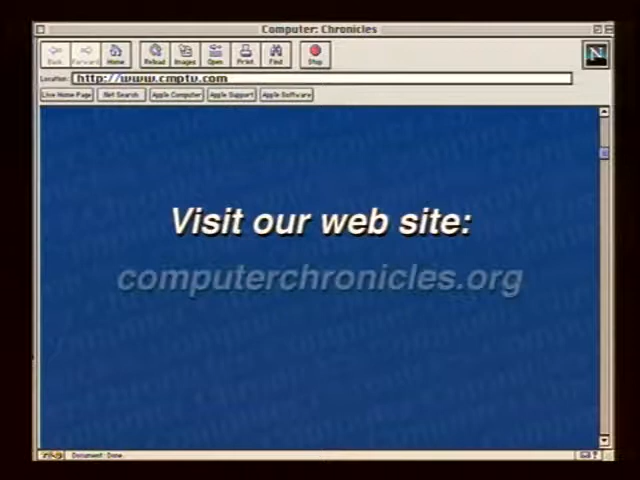 Computer: Chronicles
Back Forward Home Reload Images Open Print Find Stop
N
Location: http://www.cmptv.com
Live Home Page Net Search Apple Computer Apple Support Apple Software
Visit our web site:
computerchronicles.org
Document: Done